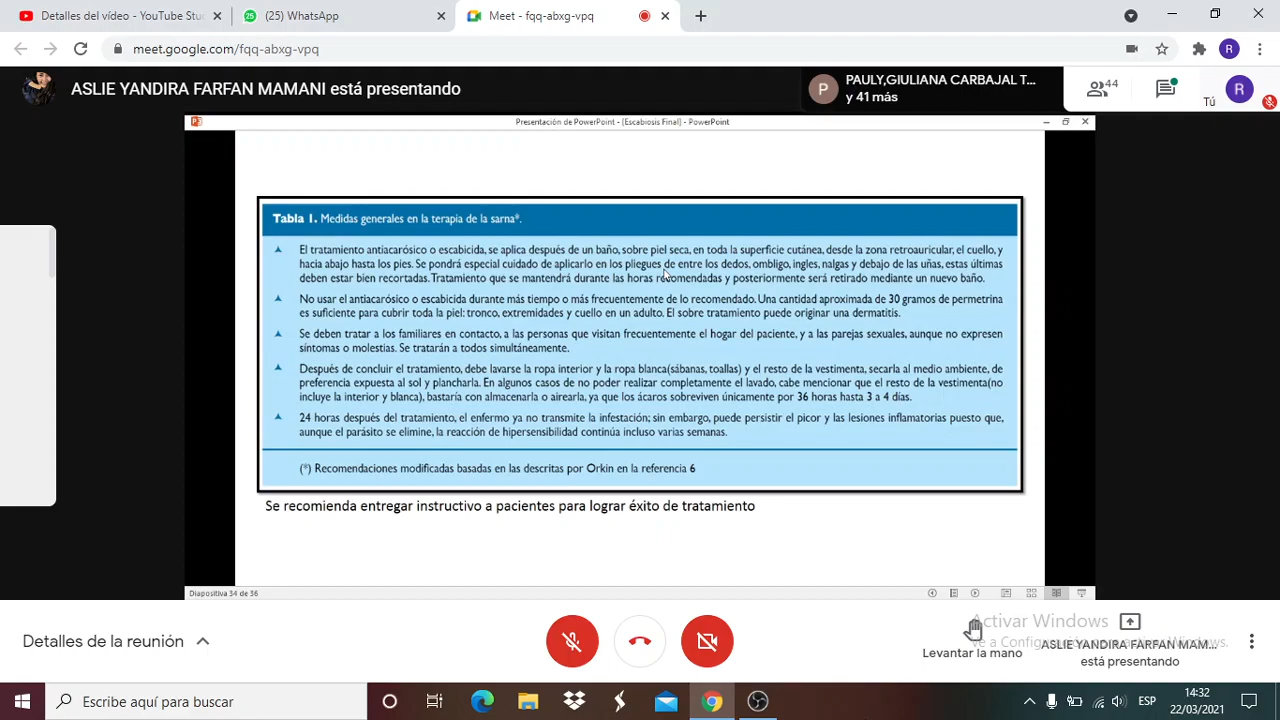 Detalles del vídeo - YouTube Stu
(25) WhatsApp
Meet - fqq-abxg-vpq
meet.google.com/fqq-abxg-vpq
R
ASLIE YANDIRA FARFAN MAMANI está presentando
P
PAULY,GIULIANA CARBAJAL T...
y 41 más
44
Tú
R
Presentación de PowerPoint - (Escabiosis Final) - PowerPoint
Tabla 1. Medidas generales en la terapia de la sarna*.
El tratamiento antiacarósico o escabicida, se aplica después de un baño, sobre piel seca, en toda la superficie cutánea, desde la zona retroauricular, el cuello, y
hacia abajo hasta los pies. Se pondrá especial cuidado de aplicarlo en los pliegues de entre los dedos, ombligo, ingles, nalgas y debajo de las uñas, estas últimas
deben estar bien recortadas. Tratamiento que se mantendrá durante las horas recomendadas y posteriormente será retirado mediante un nuevo baño.
No usar el antiacarósico o escabicida durante más tiempo o más frecuentemente de lo recomendado. Una cantidad aproximada de 30 gramos de permetrina
es suficiente para cubrir toda la piel: tronco, extremidades y cuello en un adulto. El sobre tratamiento puede originar una dermatitis.
Se deben tratar a los familiares en contacto, a las personas que visitan frecuentemente el hogar del paciente, y a las parejas sexuales, aunque no expresen
síntomas o molestias. Se tratarán a todos simultáneamente.
Después de concluir el tratamiento, debe lavarse la ropa interior y la ropa blanca(sábanas, toallas) y el resto de la vestimenta, secarla al medio ambiente, de
preferencia expuesta al sol y plancharla. En algunos casos de no poder realizar completamente el lavado, cabe mencionar que el resto de la vestimenta(no
incluye la interior y blanca), bastaría con almacenarla o airearla, ya que los ácaros sobreviven únicamente por 36 horas hasta 3 a 4 días.
24 horas después del tratamiento, el enfermo ya no transmite la infestación; sin embargo, puede persistir el picor y las lesiones inflamatorias puesto que,
aunque el parásito se elimine, la reacción de hipersensibilidad continúa incluso varias semanas.
(*) Recomendaciones modificadas basadas en las descritas por Orkin en la referencia 6
Se recomienda entregar instructivo a pacientes para lograr éxito de tratamiento
Diapositiva 34 de 36
Detalles de la reunión
Activar Windows
Ve a Configuración para activar Windows.
Levantar la mano
ASLIE YANDIRA FARFAN MAM...
está presentando
Escribe aquí para buscar
ESP
14:32
22/03/2021